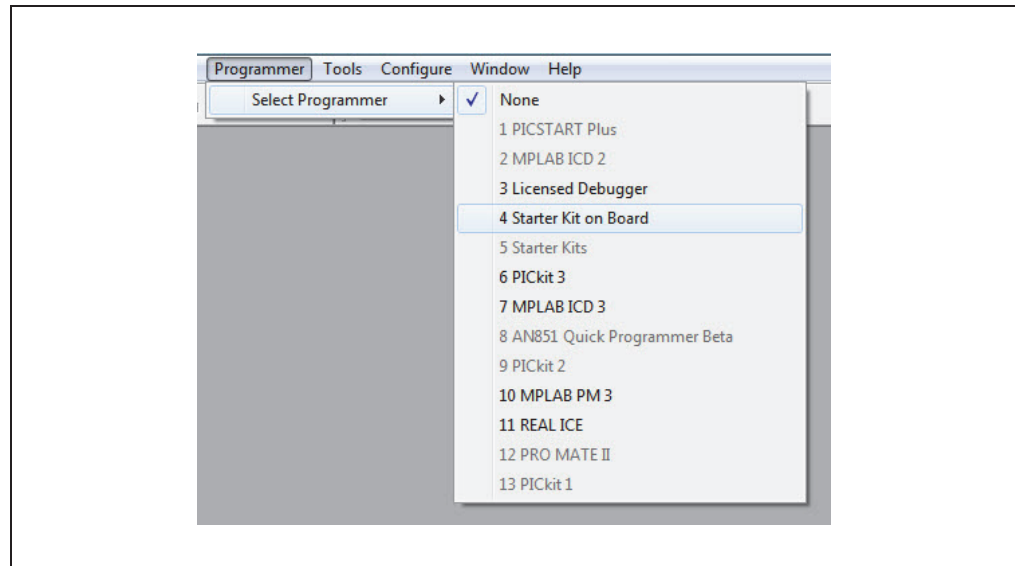 Programmer Tools Configure Window Help
Select Programmer
None
1 PICSTART Plus
2 MPLAB ICD 2
3 Licensed Debugger
4 Starter Kit on Board
5 Starter Kits
6 PICkit 3
7 MPLAB ICD 3
8 AN851 Quick Programmer Beta
9 PICkit 2
10 MPLAB PM 3
11 REAL ICE
12 PRO MATE II
13 PICkit 1